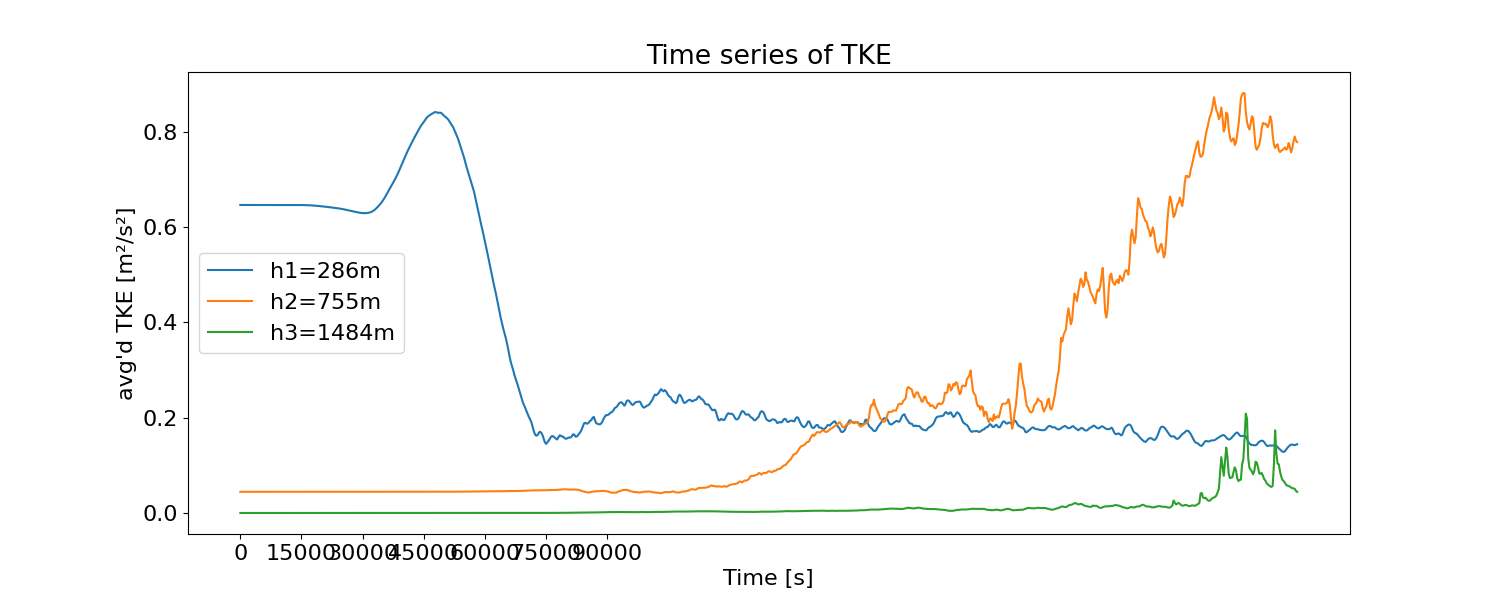 Time series of TKE
avg'd TKE [m²/s²]
0.8
0.6
0.4
0.2
0.0
h1=286m
h2=755m
h3=1484m
0 15000 30000 45000 60000 75000 90000
Time [s]